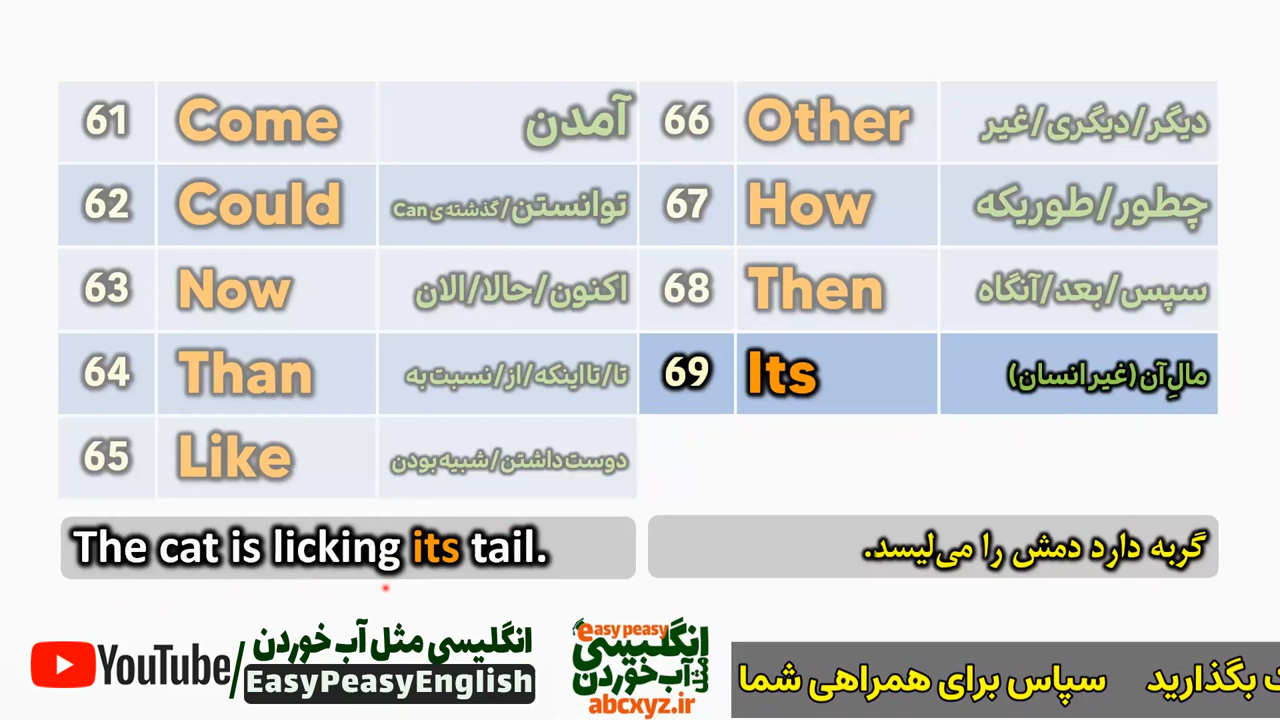 61 Come آمدن
62 Could توانستن/گذشته‌ی Can
63 Now اکنون/حالا/الان
64 Than تا/تااینکه/از/نسبت به
65 Like دوست داشتن/شبیه بودن
66 Other دیگر/دیگری/غیر
67 How چطور/طوریکه
68 Then سپس/بعد/آنگاه
69 Its مالِ آن (غیر انسان)
The cat is licking its tail.
گربه دارد دمش را می‌لیسد.
YouTube/انگلیسی مثل آب خوردن
EasyPeasyEnglish
easy peasy
انگلیسی
مثل آب خوردن
abcxyz.ir
بگذارید سپاس برای همراهی شما